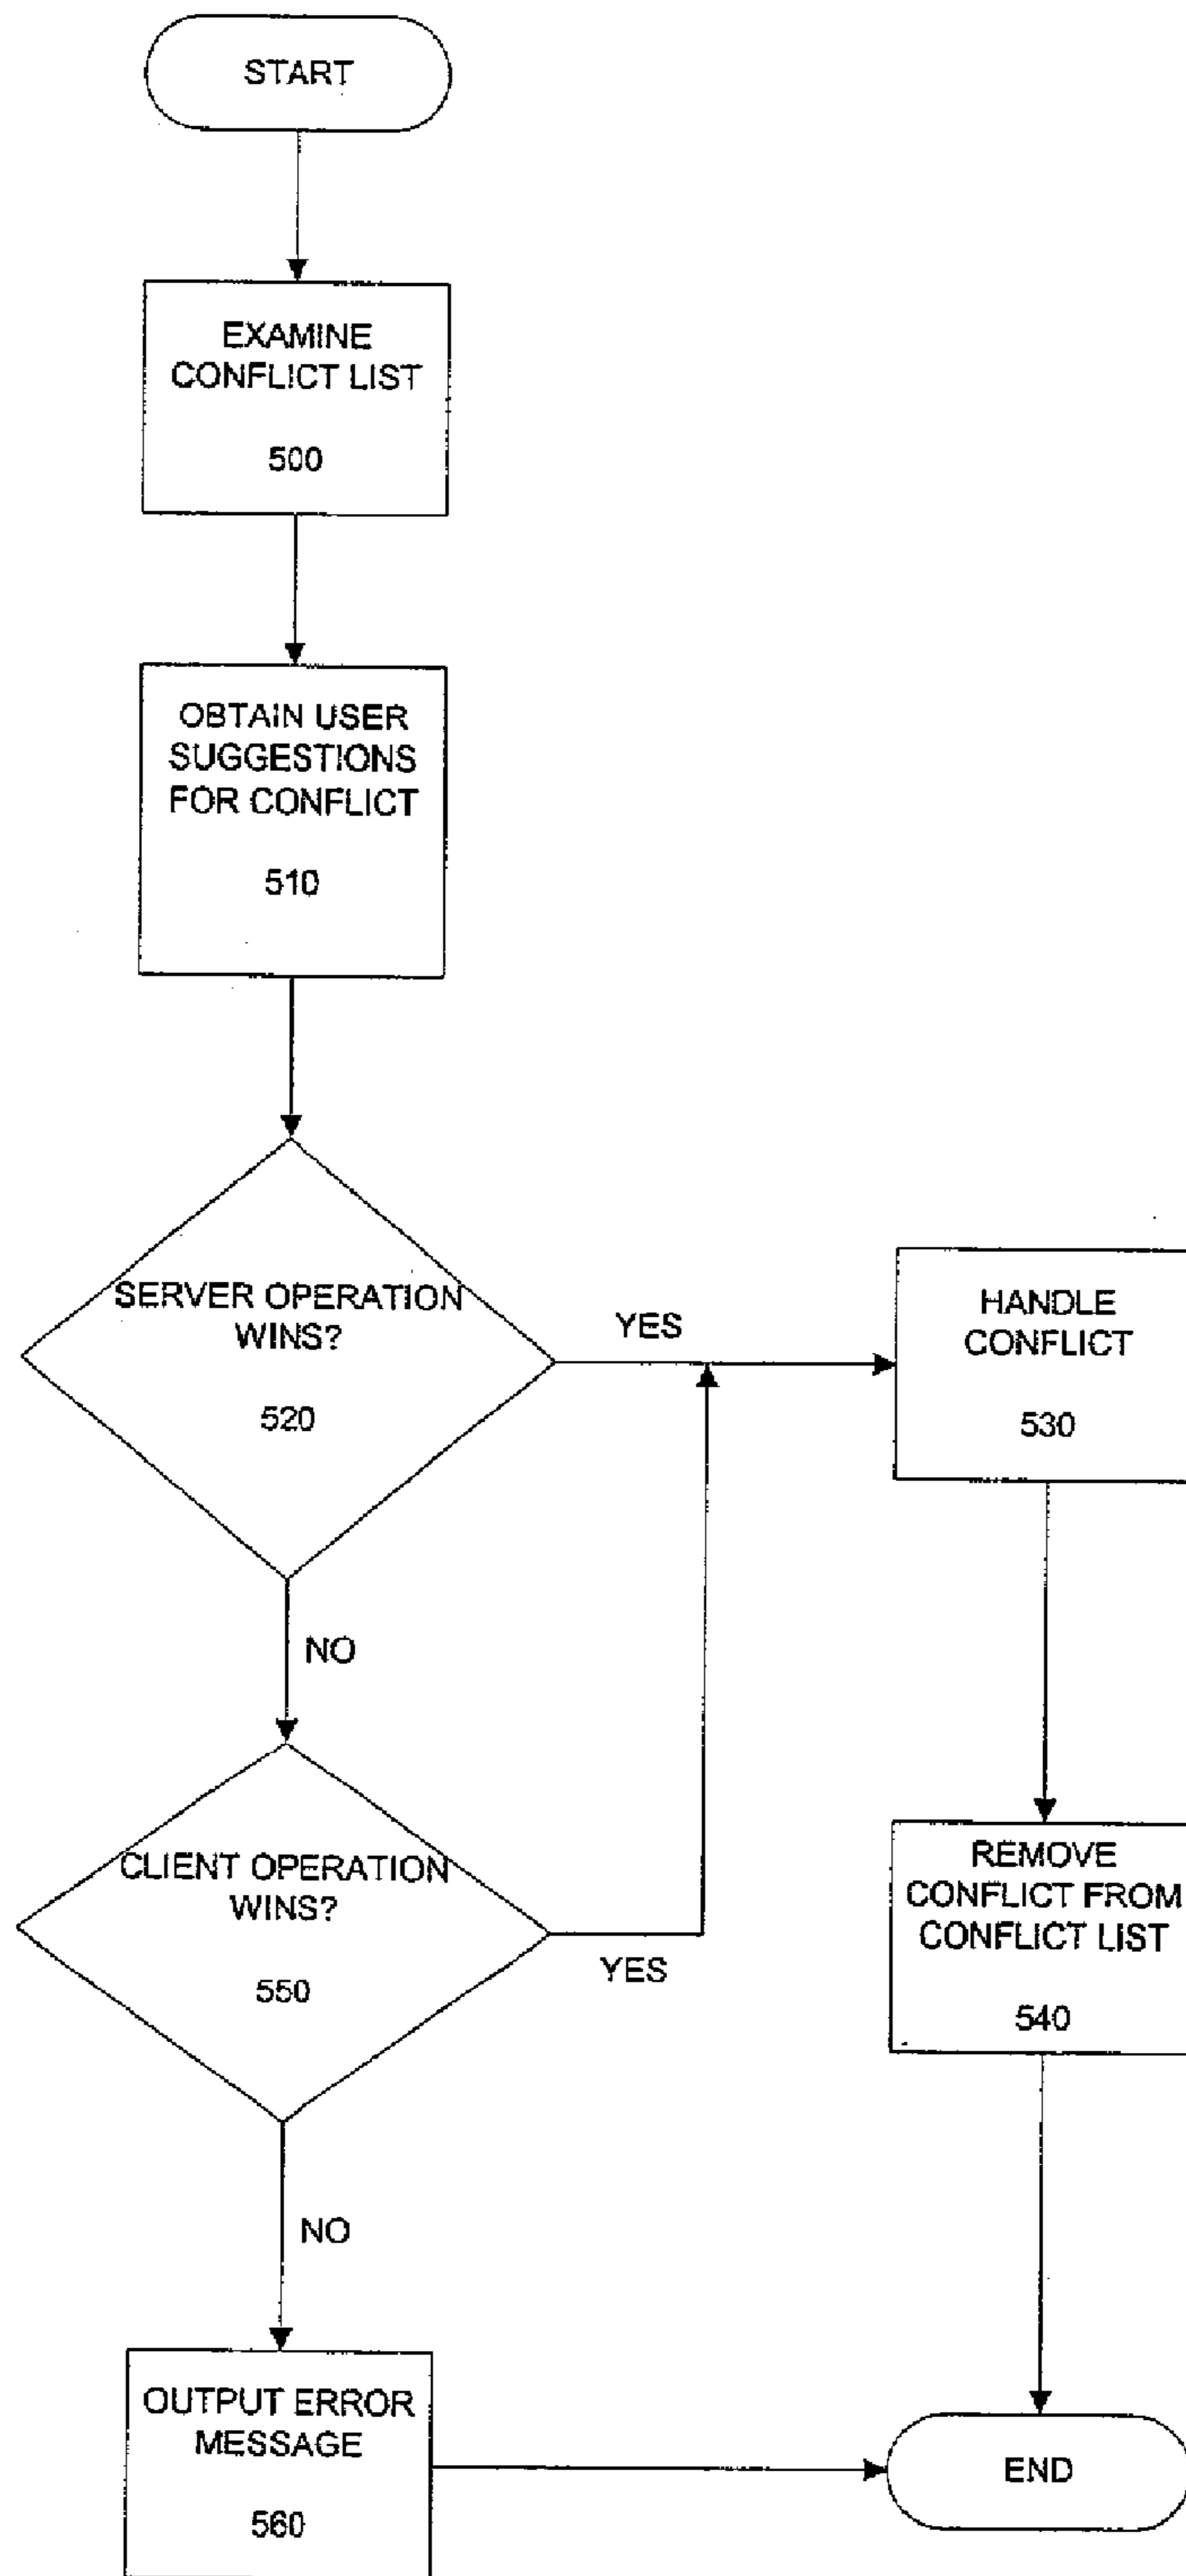 START
EXAMINE
CONFLICT LIST
500
OBTAIN USER
SUGGESTIONS
FOR CONFLICT
510
SERVER OPERATION
WINS?
520
YES
HANDLE
CONFLICT
530
NO
CLIENT OPERATION
WINS?
550
YES
REMOVE
CONFLICT FROM
CONFLICT LIST
540
NO
OUTPUT ERROR
MESSAGE
560
END